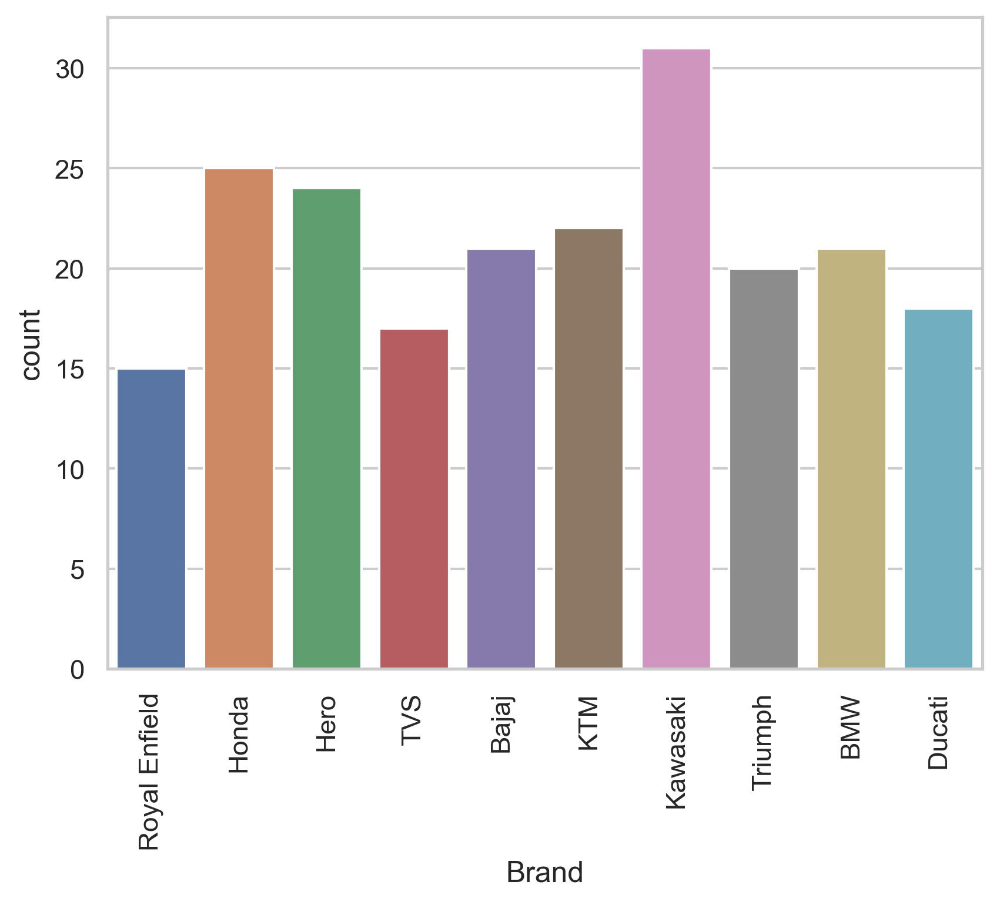 30
25
20
15
10
5
0
count
Royal Enfield
Honda
Hero
TVS
Bajaj
KTM
Kawasaki
Triumph
BMW
Ducati
Brand